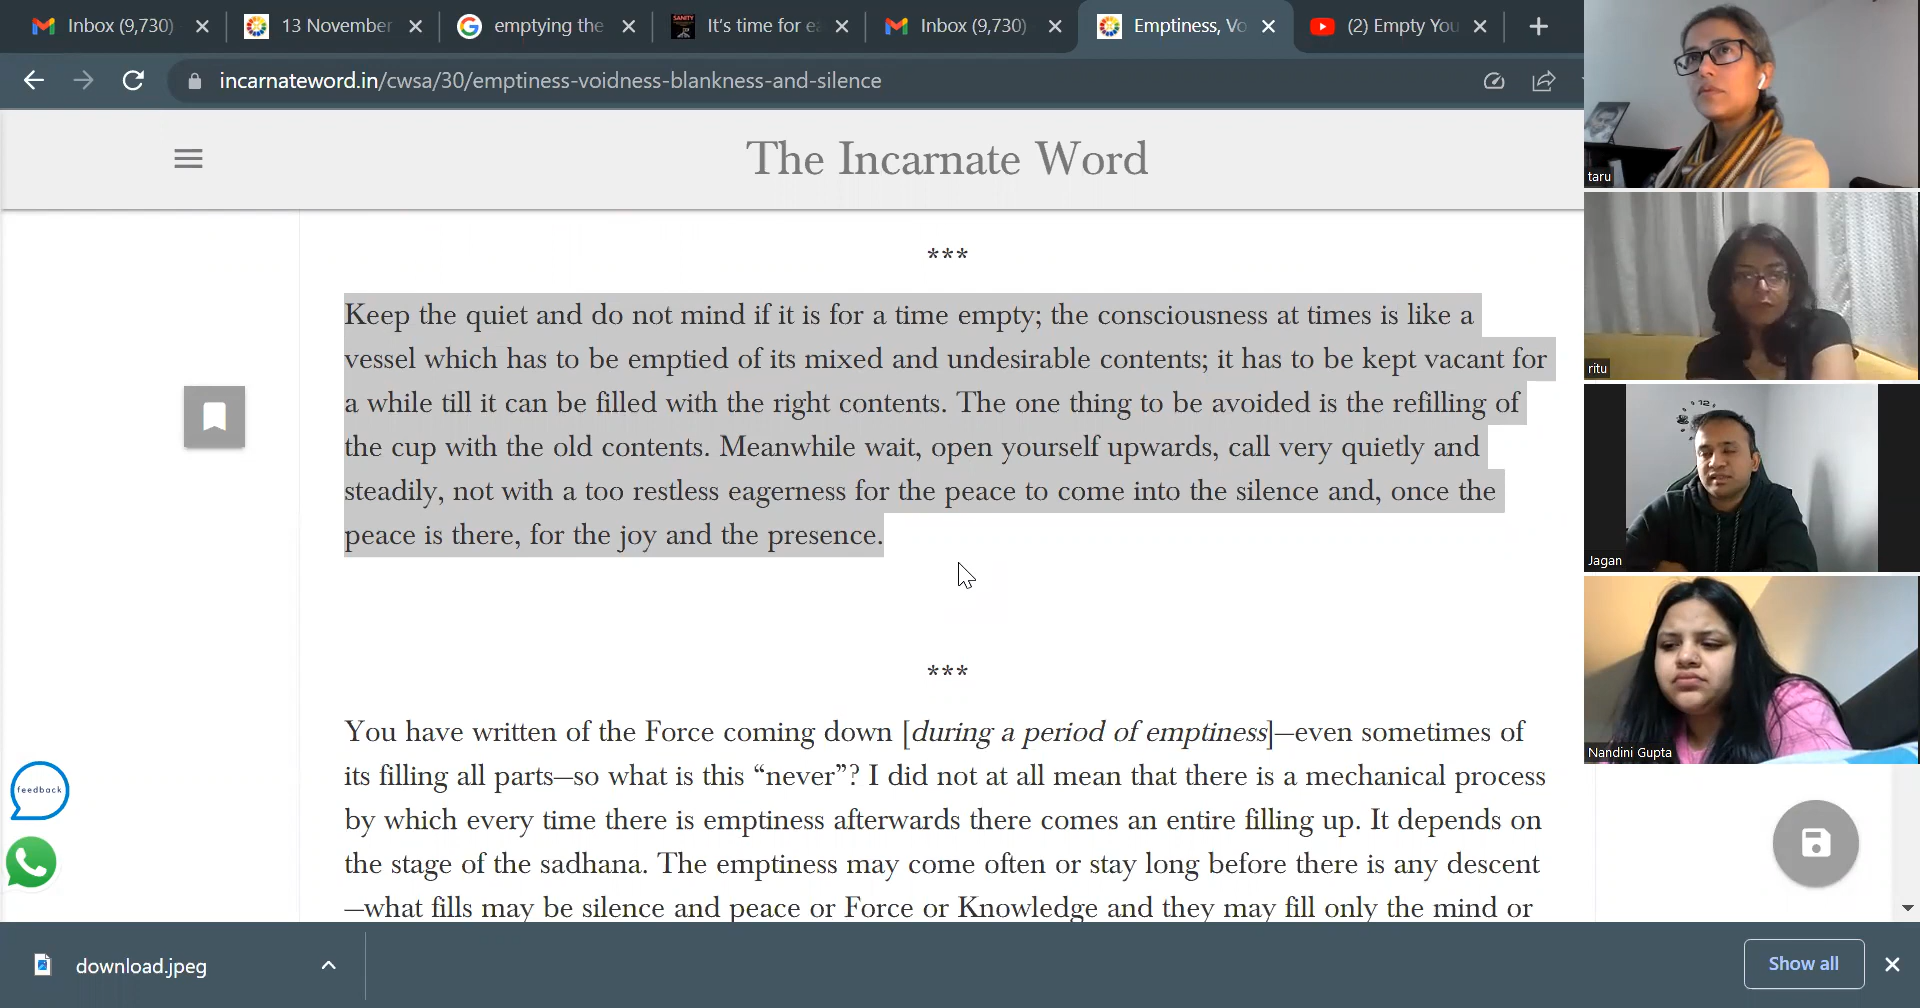 Inbox (9,730)
13 November
emptying the
SANITY
It's time for ea
Inbox (9,730)
Emptiness, Vo
(2) Empty You
incarnateword.in/cwsa/30/emptiness-voidness-blankness-and-silence
The Incarnate Word
***
Keep the quiet and do not mind if it is for a time empty; the consciousness at times is like a
vessel which has to be emptied of its mixed and undesirable contents; it has to be kept vacant for
a while till it can be filled with the right contents. The one thing to be avoided is the refilling of
the cup with the old contents. Meanwhile wait, open yourself upwards, call very quietly and
steadily, not with a too restless eagerness for the peace to come into the silence and, once the
peace is there, for the joy and the presence.
***
You have written of the Force coming down [during a period of emptiness]—even sometimes of
its filling all parts—so what is this “never”? I did not at all mean that there is a mechanical process
by which every time there is emptiness afterwards there comes an entire filling up. It depends on
the stage of the sadhana. The emptiness may come often or stay long before there is any descent
—what fills may be silence and peace or Force or Knowledge and they may fill only the mind or
feedback
download.jpeg
Show all
taru
ritu
12
Jagan
Nandini Gupta